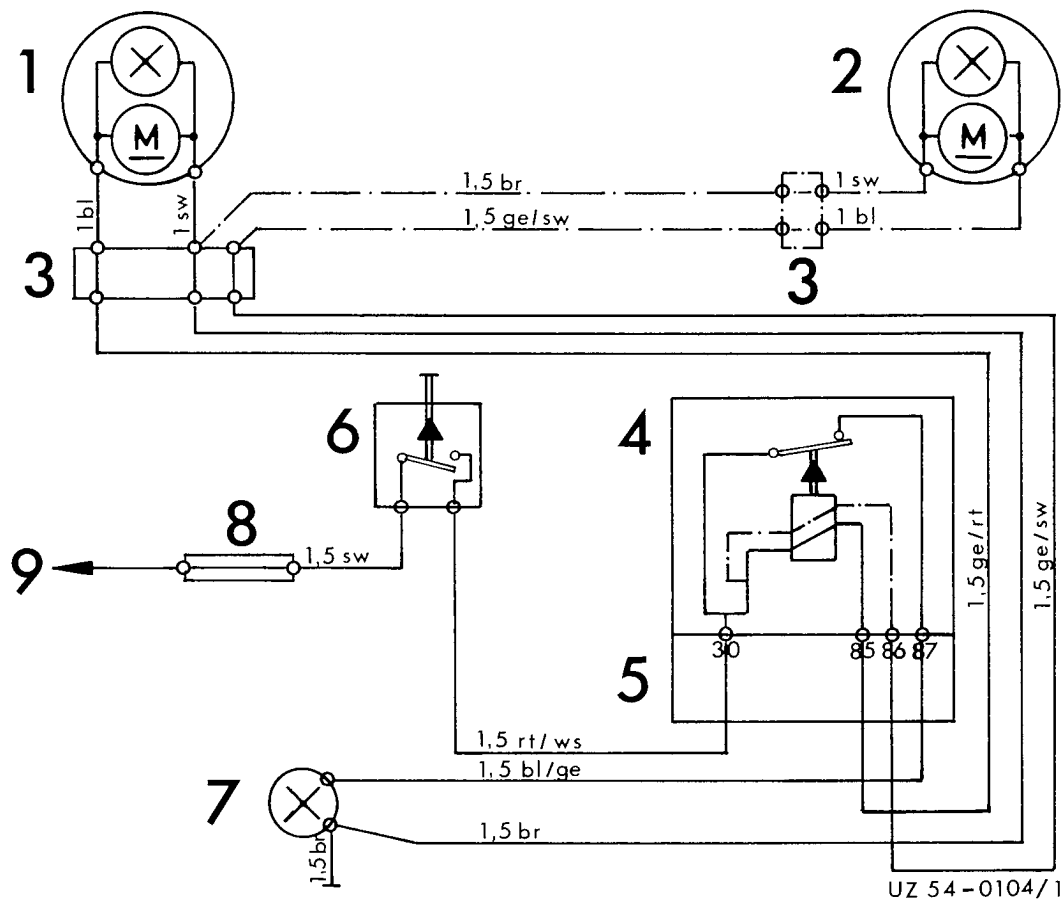 1
M
2
M
1 bl
1 sw
1,5 br
1,5 ge/sw
1 sw
1 bl
3
3
6
4
8
9
1,5 sw
1,5 ge/rt
1,5 ge/sw
30
85
86
87
5
1,5 rt/ws
1,5 bl/ge
7
1,5 br
1,5 br
UZ 54-0104/1